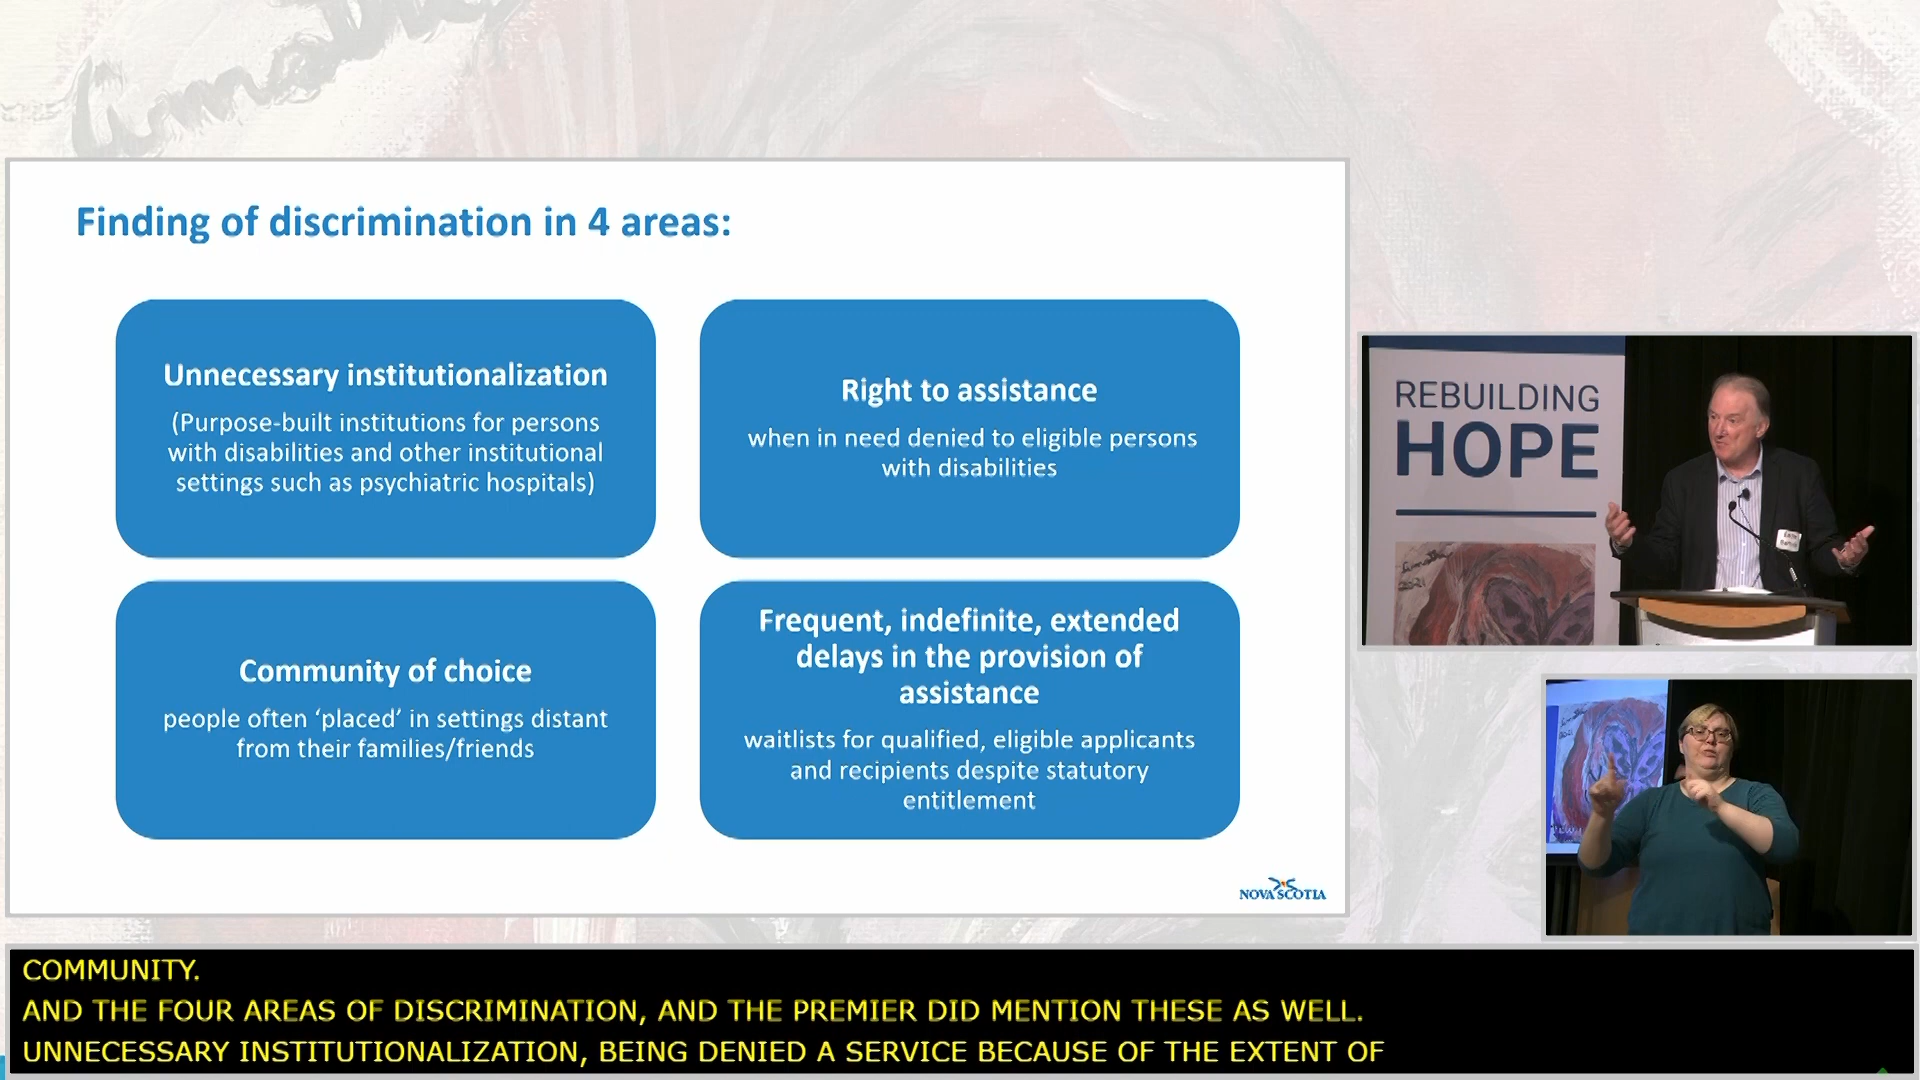 Finding of discrimination in 4 areas:
Unnecessary institutionalization
(Purpose-built institutions for persons
with disabilities and other institutional
settings such as psychiatric hospitals)
Right to assistance
when in need denied to eligible persons
with disabilities
Community of choice
people often ‘placed’ in settings distant
from their families/friends
Frequent, indefinite, extended
delays in the provision of
assistance
waitlists for qualified, eligible applicants
and recipients despite statutory
entitlement
NOVA SCOTIA
REBUILDING
HOPE
COMMUNITY.
AND THE FOUR AREAS OF DISCRIMINATION, AND THE PREMIER DID MENTION THESE AS WELL.
UNNECESSARY INSTITUTIONALIZATION, BEING DENIED A SERVICE BECAUSE OF THE EXTENT OF